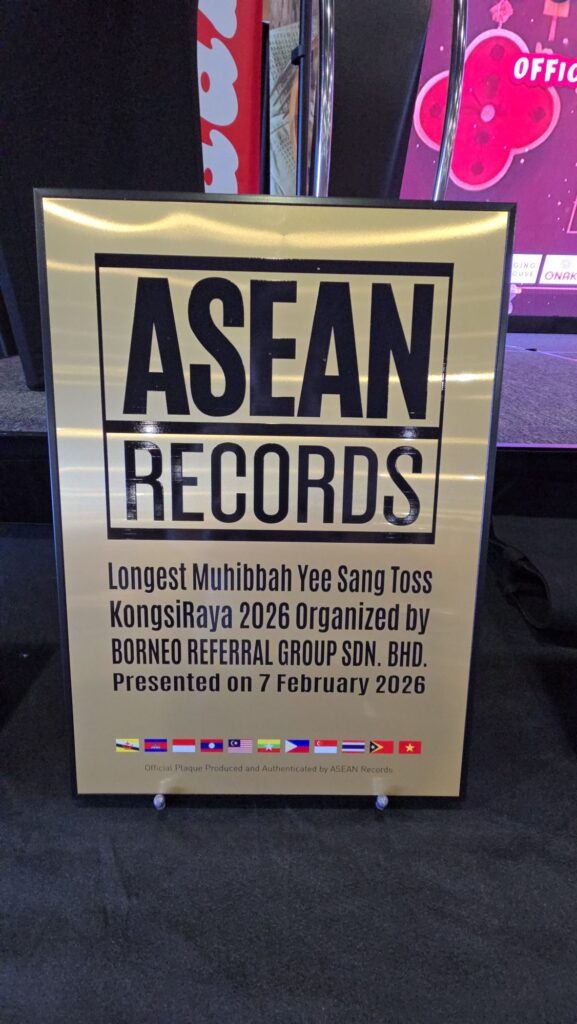 OFFIC
ASEAN
RECORDS
Longest Muhibbah Yee Sang Toss
KongsiRaya 2026 Organized by
BORNEO REFERRAL GROUP SDN. BHD.
Presented on 7 February 2026
Official Plaque Produced and Authenticated by ASEAN Records
ONAK